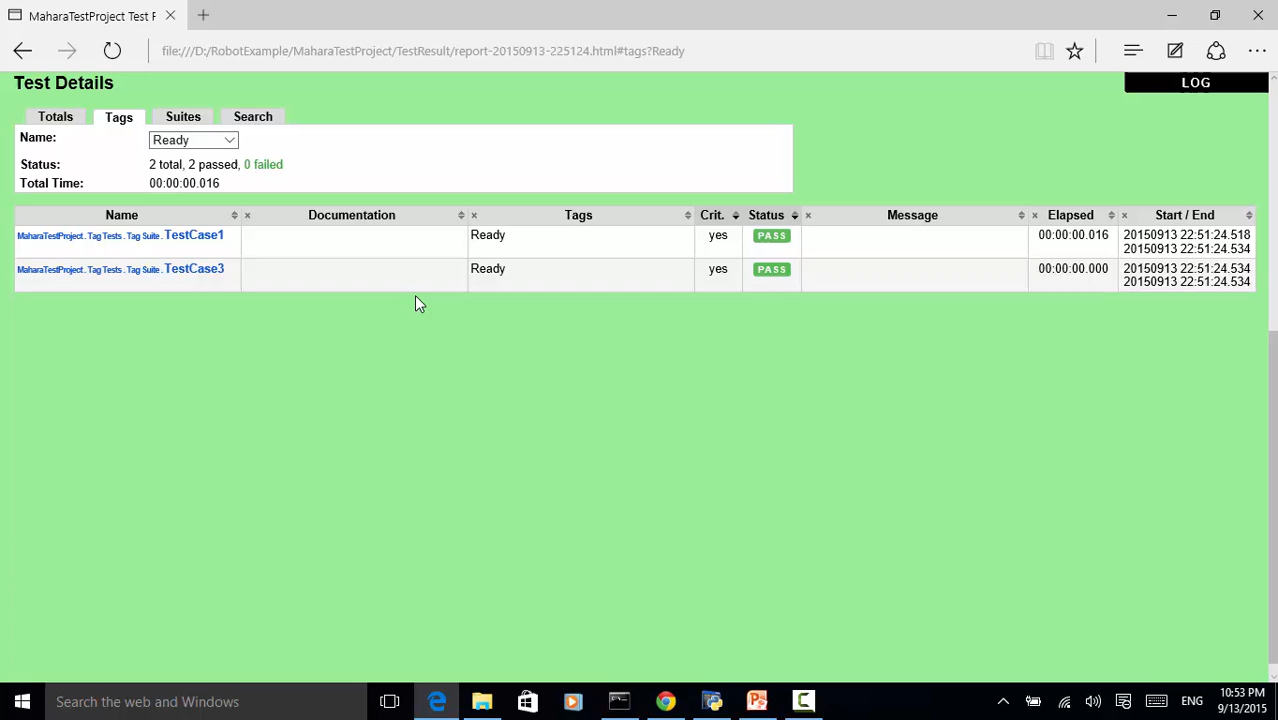 MaharaTestProject Test F
file:///D:/RobotExample/MaharaTestProject/TestResult/report-20150913-225124.html#tags?Ready
Test Details
LOG
Totals Tags Suites Search
Name: Ready
Status: 2 total, 2 passed, 0 failed
Total Time: 00:00:00.016
Name × Documentation × Tags Crit. Status × Message × Elapsed × Start / End
MaharaTestProject . Tag Tests . Tag Suite . TestCase1 Ready yes PASS 00:00:00.016 20150913 22:51:24.518
20150913 22:51:24.534
MaharaTestProject . Tag Tests . Tag Suite . TestCase3 Ready yes PASS 00:00:00.000 20150913 22:51:24.534
20150913 22:51:24.534
Search the web and Windows
ENG
10:53 PM
9/13/2015